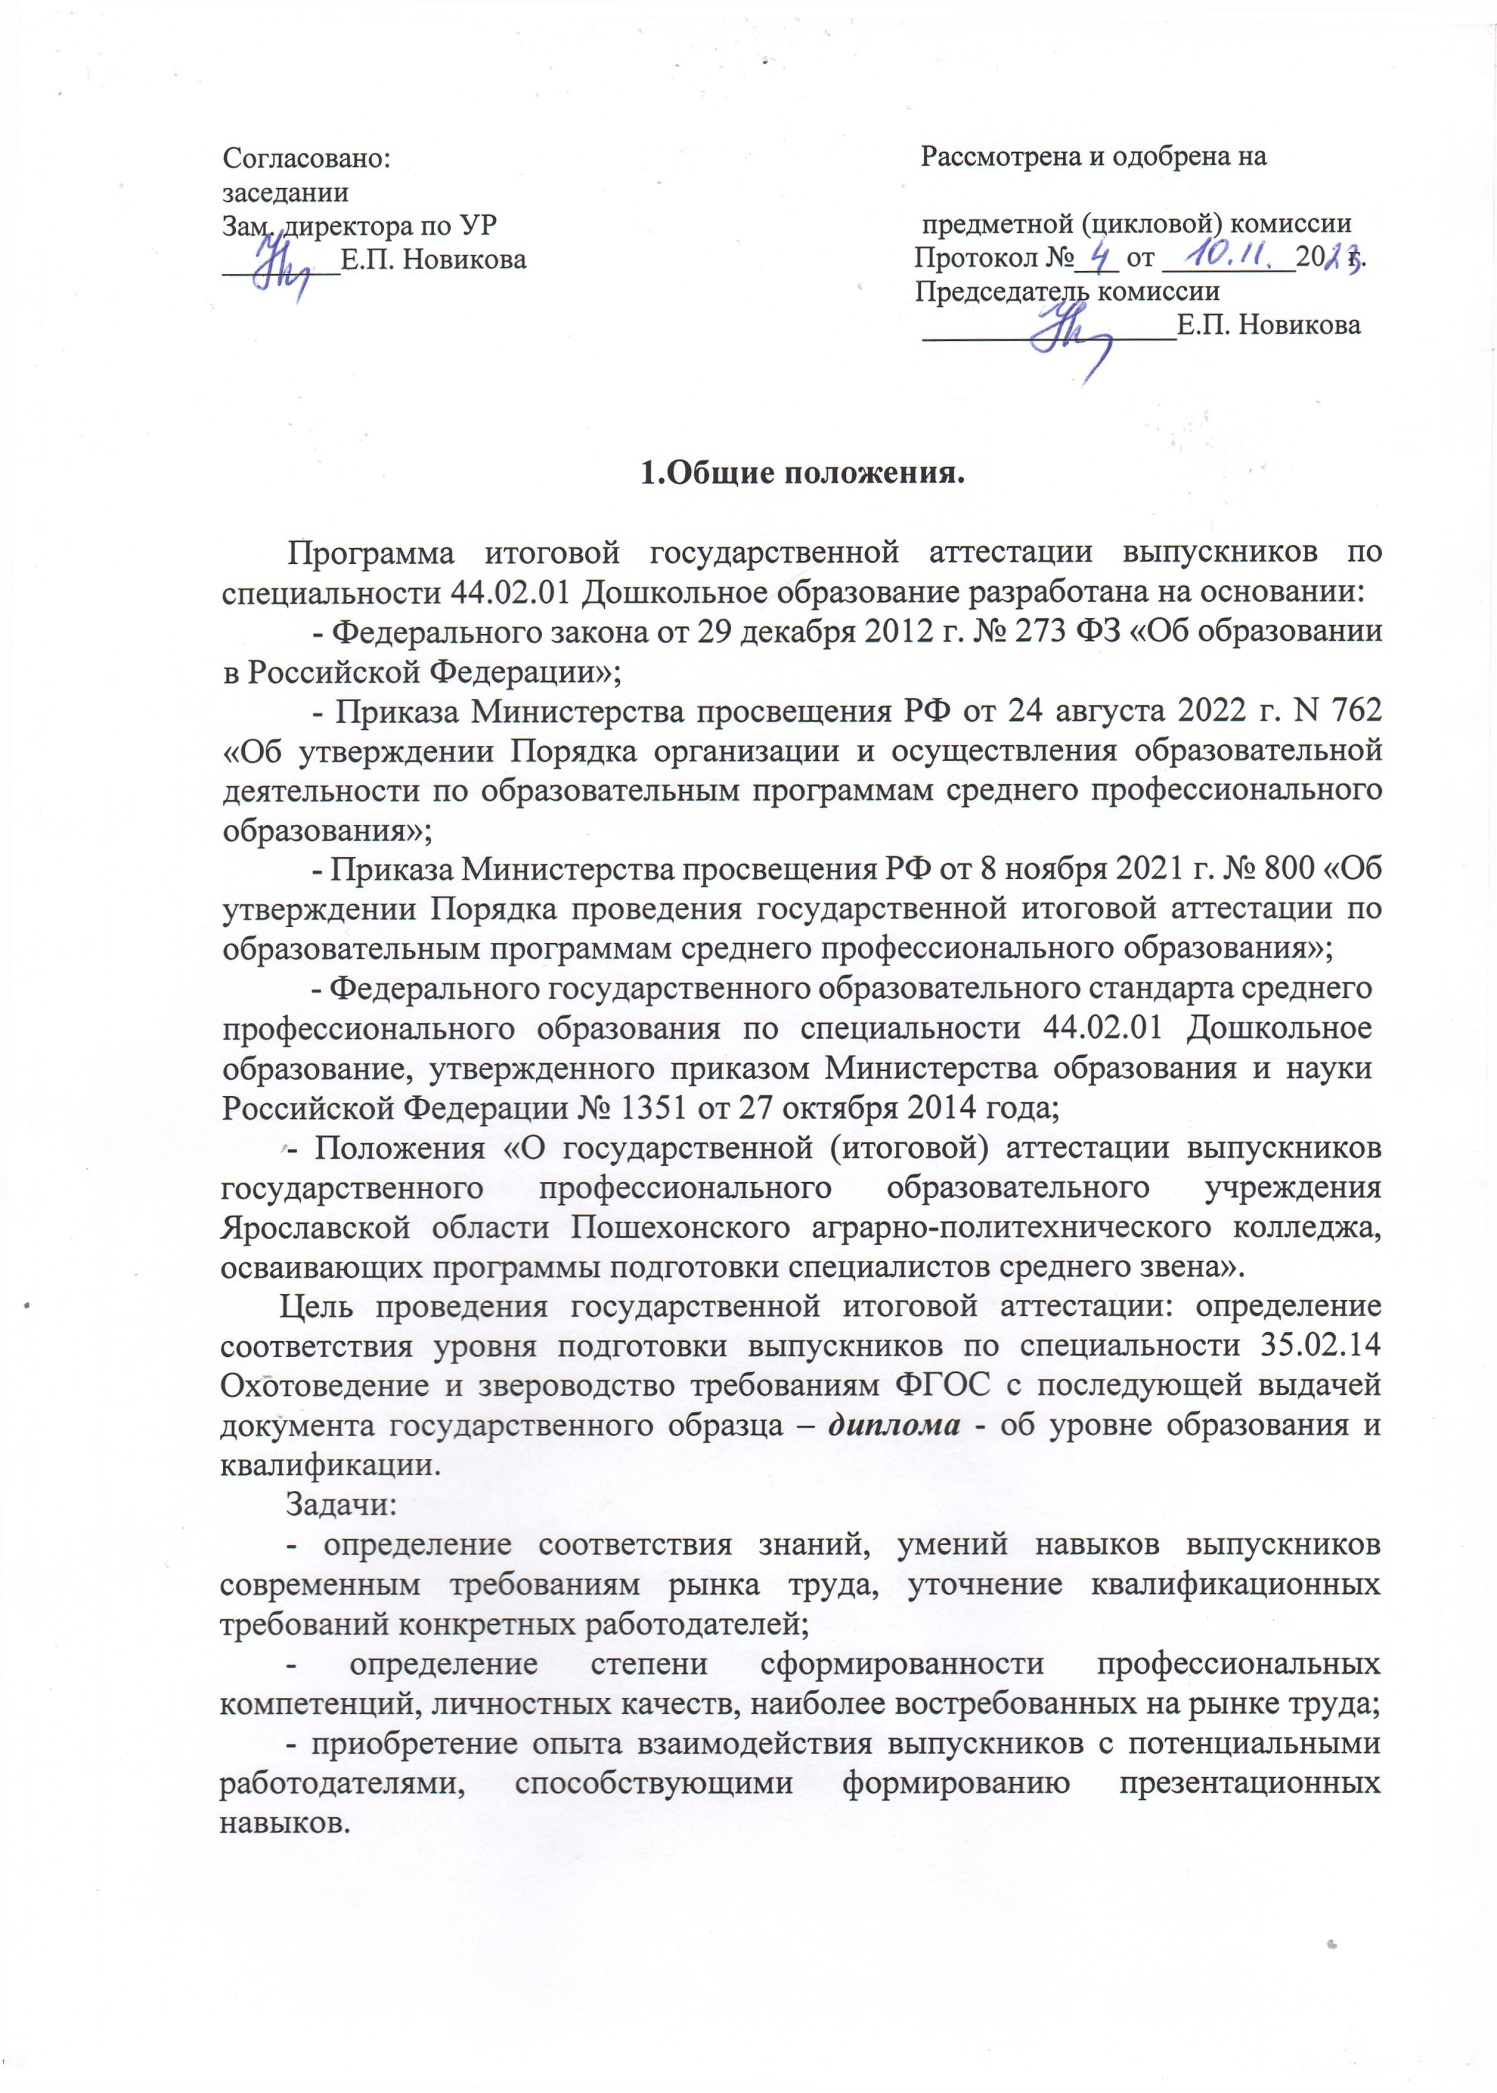 Согласовано: Рассмотрена и одобрена на
заседании
Зам. директора по УР предметной (цикловой) комиссии
________Е.П. Новикова Протокол № 4 от 10.11. 2023 г.
Председатель комиссии
_________________Е.П. Новикова
1.Общие положения.
Программа итоговой государственной аттестации выпускников по
специальности 44.02.01 Дошкольное образование разработана на основании:
- Федерального закона от 29 декабря 2012 г. № 273 ФЗ «Об образовании
в Российской Федерации»;
- Приказа Министерства просвещения РФ от 24 августа 2022 г. N 762
«Об утверждении Порядка организации и осуществления образовательной
деятельности по образовательным программам среднего профессионального
образования»;
- Приказа Министерства просвещения РФ от 8 ноября 2021 г. № 800 «Об
утверждении Порядка проведения государственной итоговой аттестации по
образовательным программам среднего профессионального образования»;
- Федерального государственного образовательного стандарта среднего
профессионального образования по специальности 44.02.01 Дошкольное
образование, утвержденного приказом Министерства образования и науки
Российской Федерации № 1351 от 27 октября 2014 года;
- Положения «О государственной (итоговой) аттестации выпускников
государственного профессионального образовательного учреждения
Ярославской области Пошехонского аграрно-политехнического колледжа,
осваивающих программы подготовки специалистов среднего звена».
Цель проведения государственной итоговой аттестации: определение
соответствия уровня подготовки выпускников по специальности 35.02.14
Охотоведение и звероводство требованиям ФГОС с последующей выдачей
документа государственного образца – диплома - об уровне образования и
квалификации.
Задачи:
- определение соответствия знаний, умений навыков выпускников
современным требованиям рынка труда, уточнение квалификационных
требований конкретных работодателей;
- определение степени сформированности профессиональных
компетенций, личностных качеств, наиболее востребованных на рынке труда;
- приобретение опыта взаимодействия выпускников с потенциальными
работодателями, способствующими формированию презентационных
навыков.